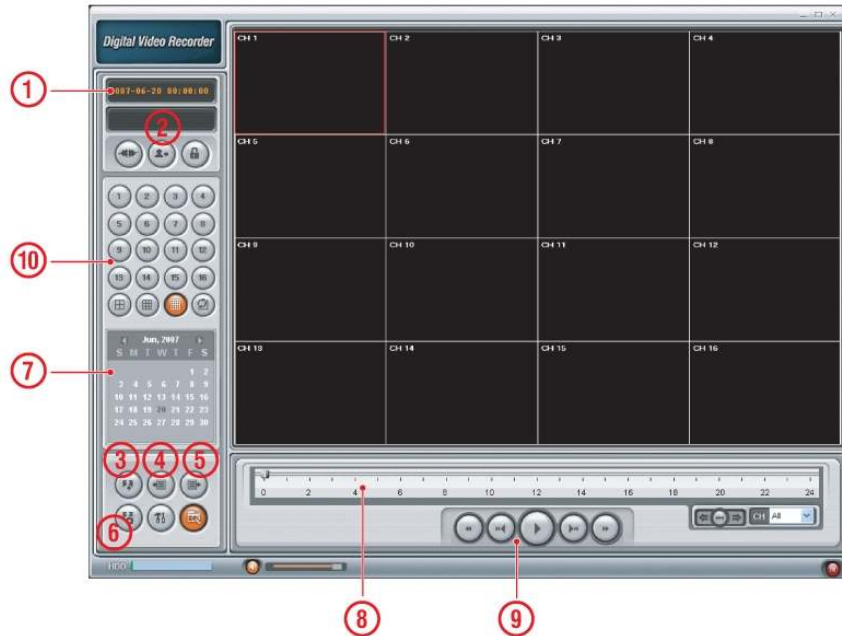 Digital Video Recorder
2007-06-20 00:00:00
1
2
1 2 3 4
5 6 7 8
9 10 11 12
13 14 15 16
10
Jun, 2007
S M T W T F S
1 2
3 4 5 6 7 8 9
10 11 12 13 14 15 16
17 18 19 20 21 22 23
24 25 26 27 28 29 30
7
3 4 5
6
HDD
CH 1 CH 2 CH 3 CH 4
CH 5 CH 6 CH 7 CH 8
CH 9 CH 10 CH 11 CH 12
CH 13 CH 14 CH 15 CH 16
0 2 4 6 8 10 12 14 16 18 20 22 24
CH All
8 9